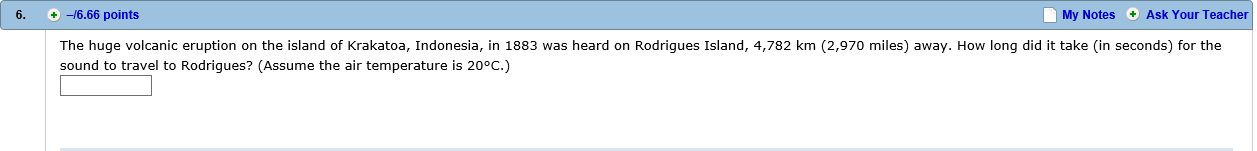 6. –/6.66 points My Notes Ask Your Teacher
The huge volcanic eruption on the island of Krakatoa, Indonesia, in 1883 was heard on Rodrigues Island, 4,782 km (2,970 miles) away. How long did it take (in seconds) for the
sound to travel to Rodrigues? (Assume the air temperature is 20°C.)